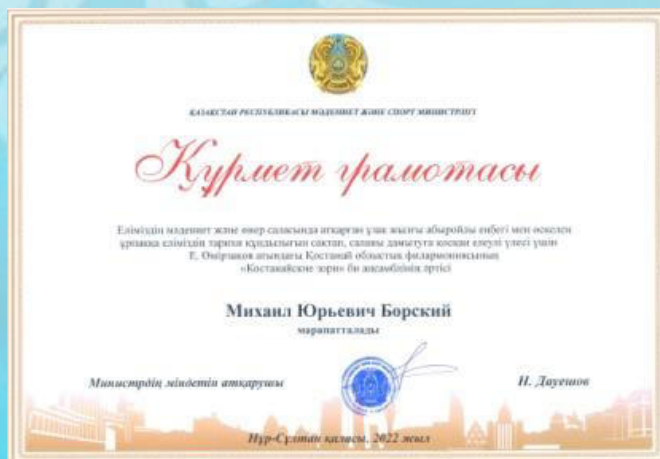 ҚАЗАҚСТАН РЕСПУБЛИКАСЫ МӘДЕНИЕТ ЖӘНЕ СПОРТ МИНИСТРЛІГІ
Құрмет грамотасы
Еліміздің мәдениет және өнер саласында атқарған ұзақ жылғы абыройлы еңбегі мен өскелең
ұрпаққа еліміздің тарихи құндылығын сақтап, саланы дамытуға қосқан елеулі үлесі үшін
Е. Өмірзақов атындағы Қостанай облыстық филармониясының
«Костанайские зори» би ансамблінің әртісі
Михаил Юрьевич Борский
марапатталады
Министрдің міндетін атқарушы
Н. Дауешов
Нұр-Сұлтан қаласы, 2022 жыл